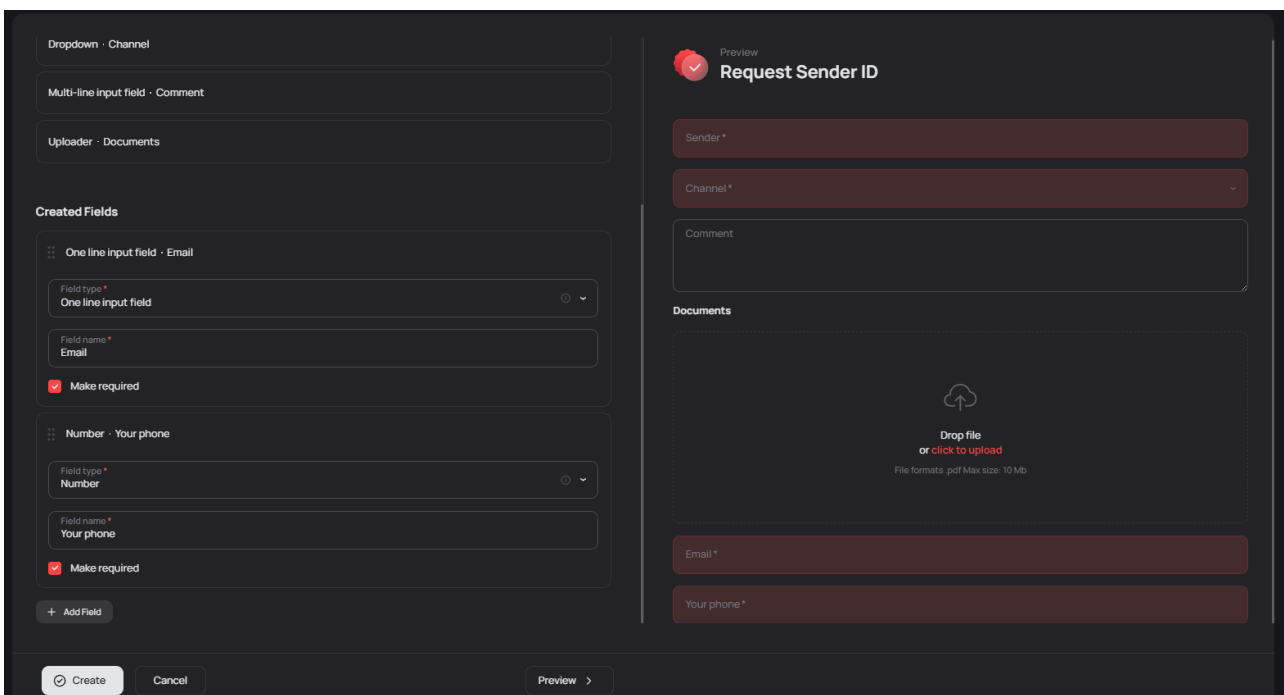 Dropdown · Channel
Multi-line input field · Comment
Uploader · Documents
Created Fields
One line input field · Email
Field type *
One line input field
Field name *
Email
Make required
Number · Your phone
Field type *
Number
Field name *
Your phone
Make required
+ Add Field
Create
Cancel
Preview >
Preview
Request Sender ID
Sender *
Channel *
Comment
Documents
Drop file
or click to upload
File formats .pdf Max size: 10 Mb
Email *
Your phone *